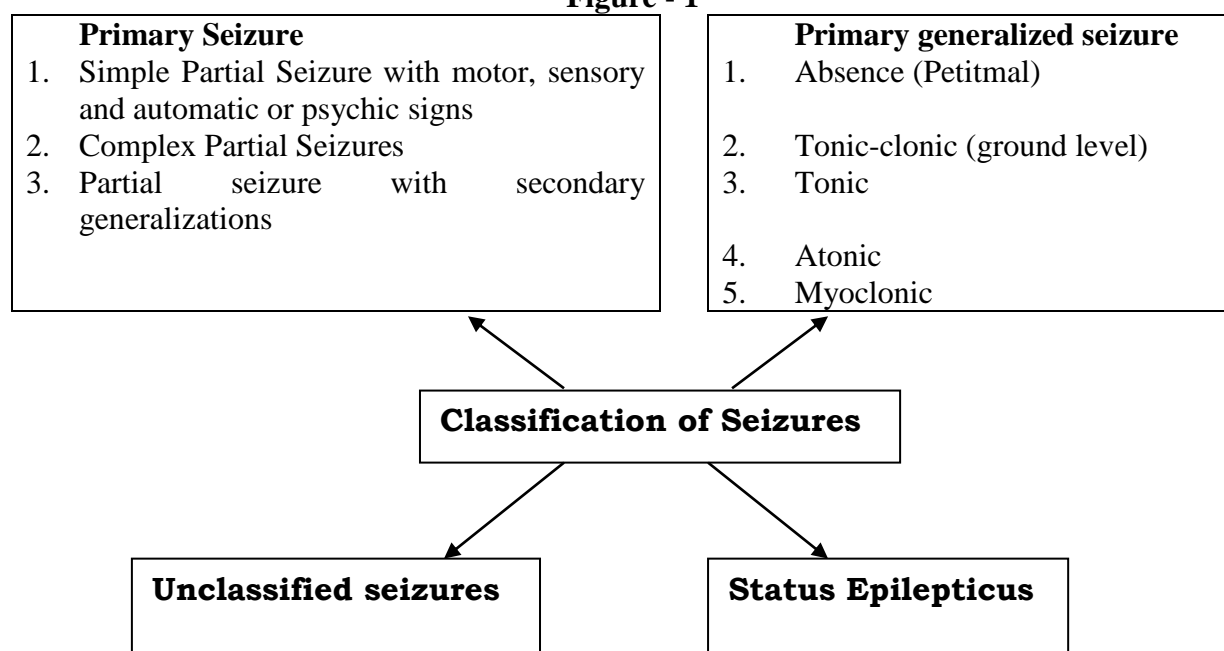 Figure - 1
Primary Seizure
1. Simple Partial Seizure with motor, sensory
and automatic or psychic signs
2. Complex Partial Seizures
3. Partial seizure with secondary
generalizations
Primary generalized seizure
1. Absence (Petitmal)
2. Tonic-clonic (ground level)
3. Tonic
4. Atonic
5. Myoclonic
Classification of Seizures
Unclassified seizures
Status Epilepticus